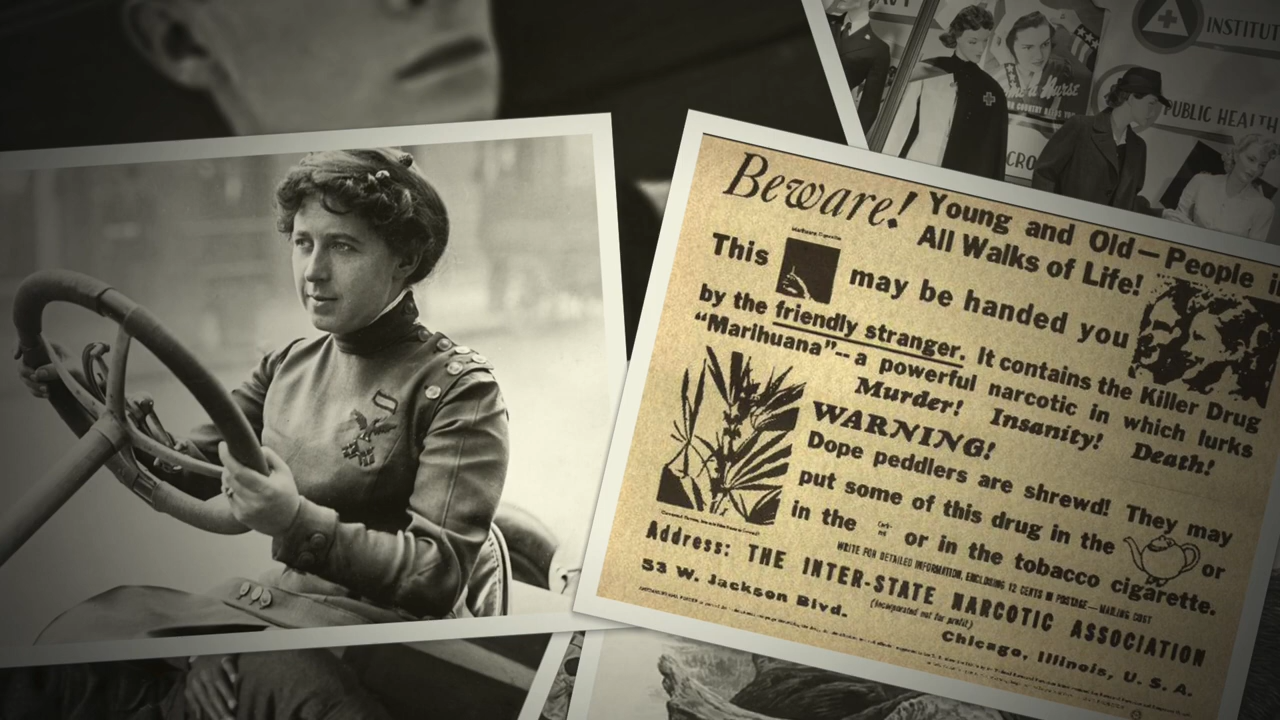 NAVY
INSTITUT
a Nurse
PUBLIC HEALTH
CRO
Beware!
Young and Old—People i
All Walks of Life!
This may be handed you
by the friendly stranger. It contains the Killer Drug
"Marihuana"-- a powerful narcotic in which lurks
Murder! Insanity! Death!
WARNING!
Dope peddlers are shrewd! They may
put some of this drug in the or
in the or in the tobacco cigarette.
WRITE FOR DETAILED INFORMATION, ENCLOSING 12 CENTS IN POSTAGE—MAILING COST
Address: THE INTER-STATE NARCOTIC ASSOCIATION
(Incorporated not for profit)
53 W. Jackson Blvd. Chicago, Illinois, U. S. A.